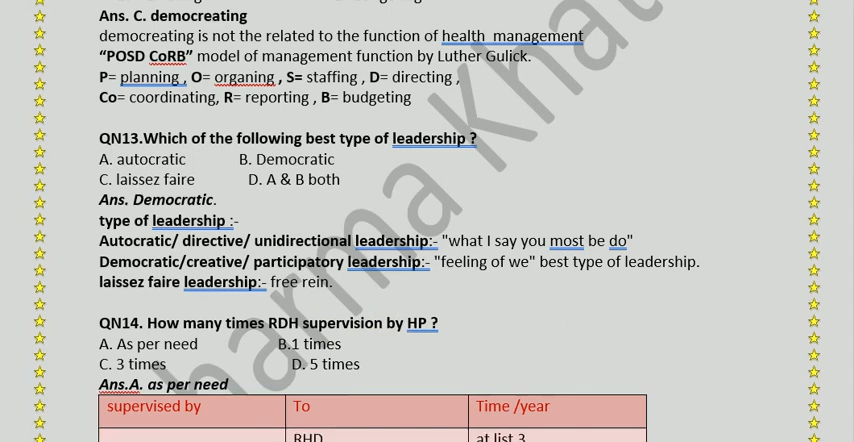 Ans. C. democreating
democreating is not the related to the function of health  management
“POSD CoRB” model of management function by Luther Gulick.
P= planning , O= organing , S= staffing , D= directing ,
Co= coordinating, R= reporting , B= budgeting
QN13.Which of the following best type of leadership ?
A. autocratic B. Democratic
C. laissez faire D. A & B both
Ans. Democratic.
type of leadership :-
Autocratic/ directive/ unidirectional leadership:- "what I say you most be do"
Democratic/creative/ participatory leadership:- "feeling of we" best type of leadership.
laissez faire leadership:- free rein.
QN14. How many times RDH supervision by HP ?
A. As per need B.1 times
C. 3 times D. 5 times
Ans.A. as per need
supervised by To Time /year
RHD at list 3